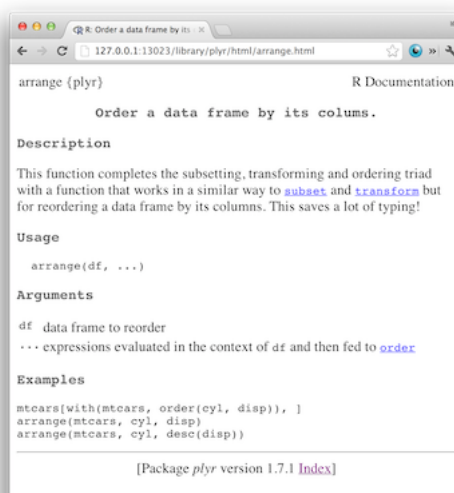 R: Order a data frame by its
127.0.0.1:13023/library/plyr/html/arrange.html
arrange {plyr} R Documentation
Order a data frame by its colums.
Description
This function completes the subsetting, transforming and ordering triad
with a function that works in a similar way to subset and transform but
for reordering a data frame by its columns. This saves a lot of typing!
Usage
arrange(df, ...)
Arguments
df data frame to reorder
... expressions evaluated in the context of df and then fed to order
Examples
mtcars[with(mtcars, order(cyl, disp)), ]
arrange(mtcars, cyl, disp)
arrange(mtcars, cyl, desc(disp))
[Package plyr version 1.7.1 Index]